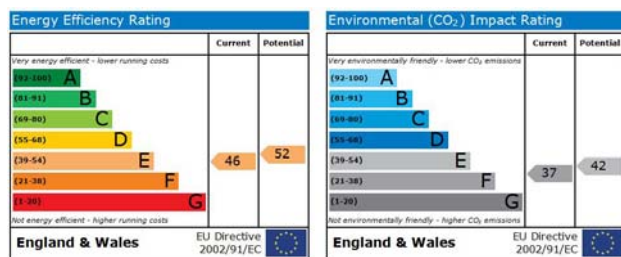 Energy Efficiency Rating
Current Potential
Very energy efficient - lower running costs
(92-100) A
(81-91) B
(69-80) C
(55-68) D
(39-54) E
46
52
(21-38) F
(1-20) G
Not energy efficient - higher running costs
England & Wales
EU Directive
2002/91/EC
Environmental (CO₂) Impact Rating
Current Potential
Very environmentally friendly - lower CO₂ emissions
(92-100) A
(81-91) B
(69-80) C
(55-68) D
(39-54) E
42
(21-38) F
37
(1-20) G
Not environmentally friendly - higher CO₂ emissions
England & Wales
EU Directive
2002/91/EC